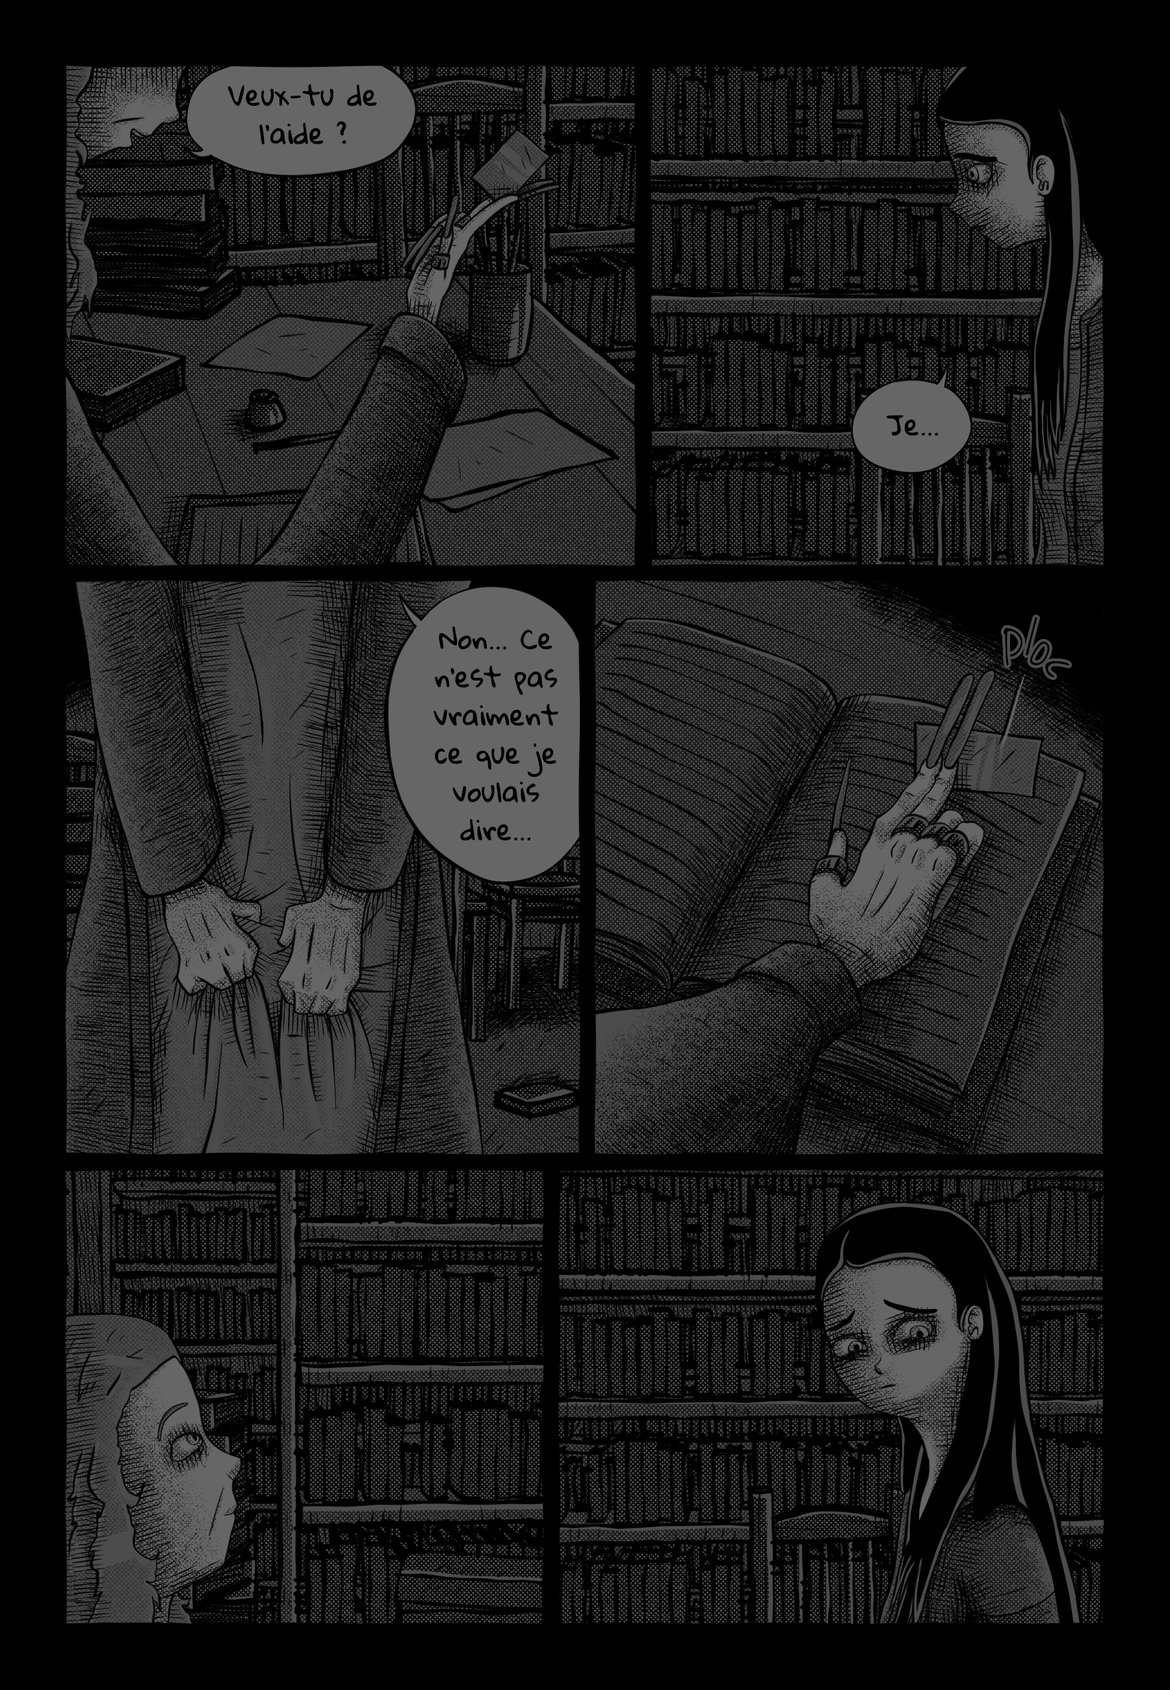 Veux-tu de
l'aide ?
Je...
Non... Ce
n'est pas
vraiment
ce que je
voulais
dire...
ploc